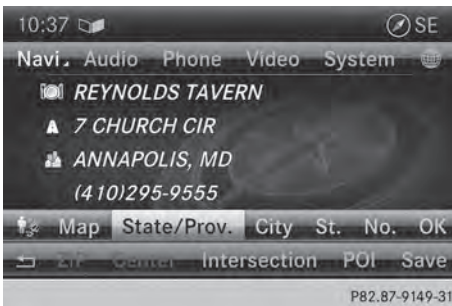 10:37 SE
Navi Audio Phone Video System
REYNOLDS TAVERN
7 CHURCH CIR
ANNAPOLIS, MD
(410)295-9555
Map State/Prov. City St. No. OK
ZIP Center Intersection POI Save
P82.87-9149-31